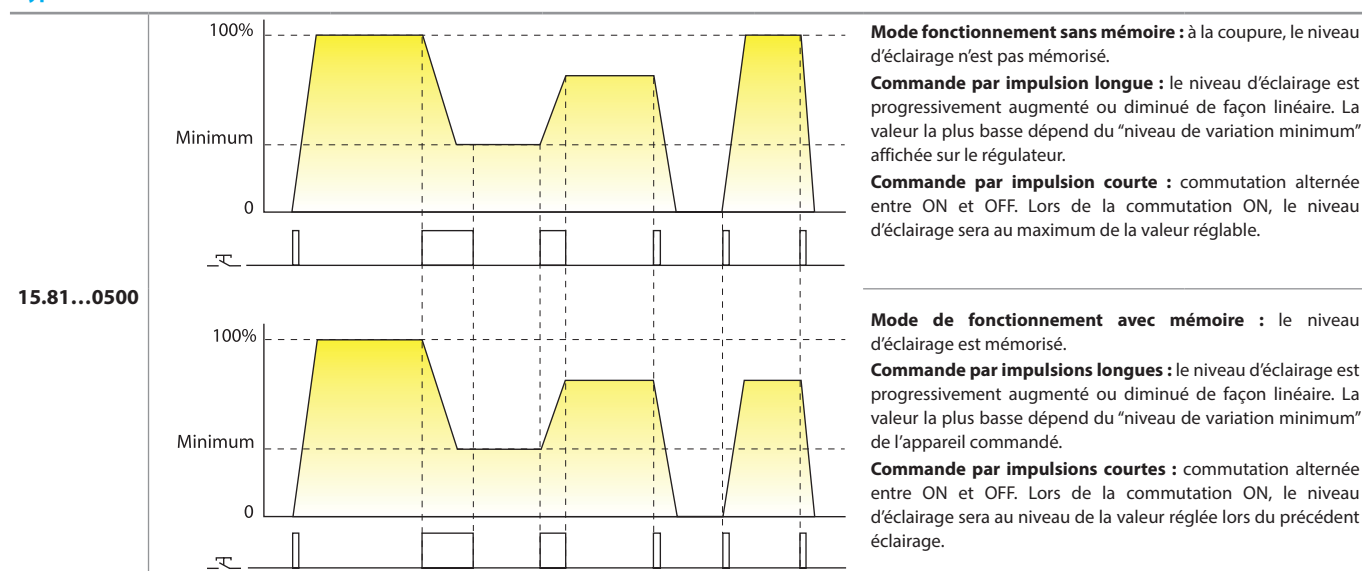 100%
Minimum
0
Mode fonctionnement sans mémoire : à la coupure, le niveau
d’éclairage n’est pas mémorisé.
Commande par impulsion longue : le niveau d’éclairage est
progressivement augmenté ou diminué de façon linéaire. La
valeur la plus basse dépend du “niveau de variation minimum”
affichée sur le régulateur.
Commande par impulsion courte : commutation alternée
entre ON et OFF. Lors de la commutation ON, le niveau
d’éclairage sera au maximum de la valeur réglable.
15.81…0500
100%
Minimum
0
Mode de fonctionnement avec mémoire : le niveau
d’éclairage est mémorisé.
Commande par impulsions longues : le niveau d’éclairage est
progressivement augmenté ou diminué de façon linéaire. La
valeur la plus basse dépend du “niveau de variation minimum”
de l’appareil commandé.
Commande par impulsions courtes : commutation alternée
entre ON et OFF. Lors de la commutation ON, le niveau
d’éclairage sera au niveau de la valeur réglée lors du précédent
éclairage.